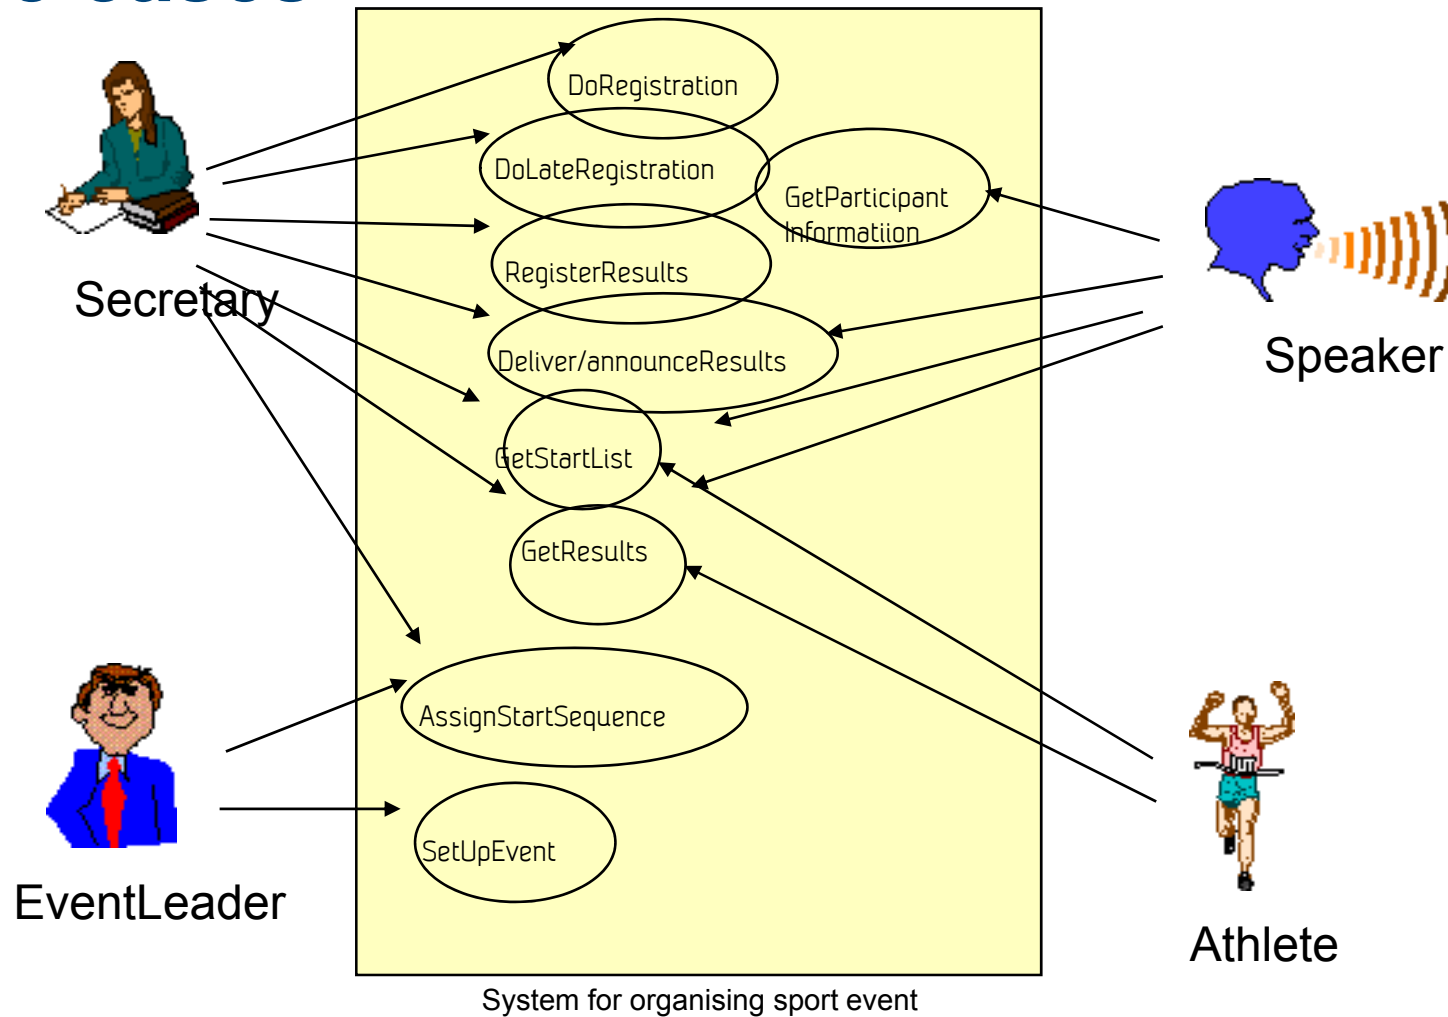 DoRegistration
DoLateRegistration
GetParticipant
Informatiion
RegisterResults
Secretary
Speaker
Deliver/announceResults
GetStartList
GetResults
AssignStartSequence
SetUpEvent
EventLeader
Athlete
System for organising sport event